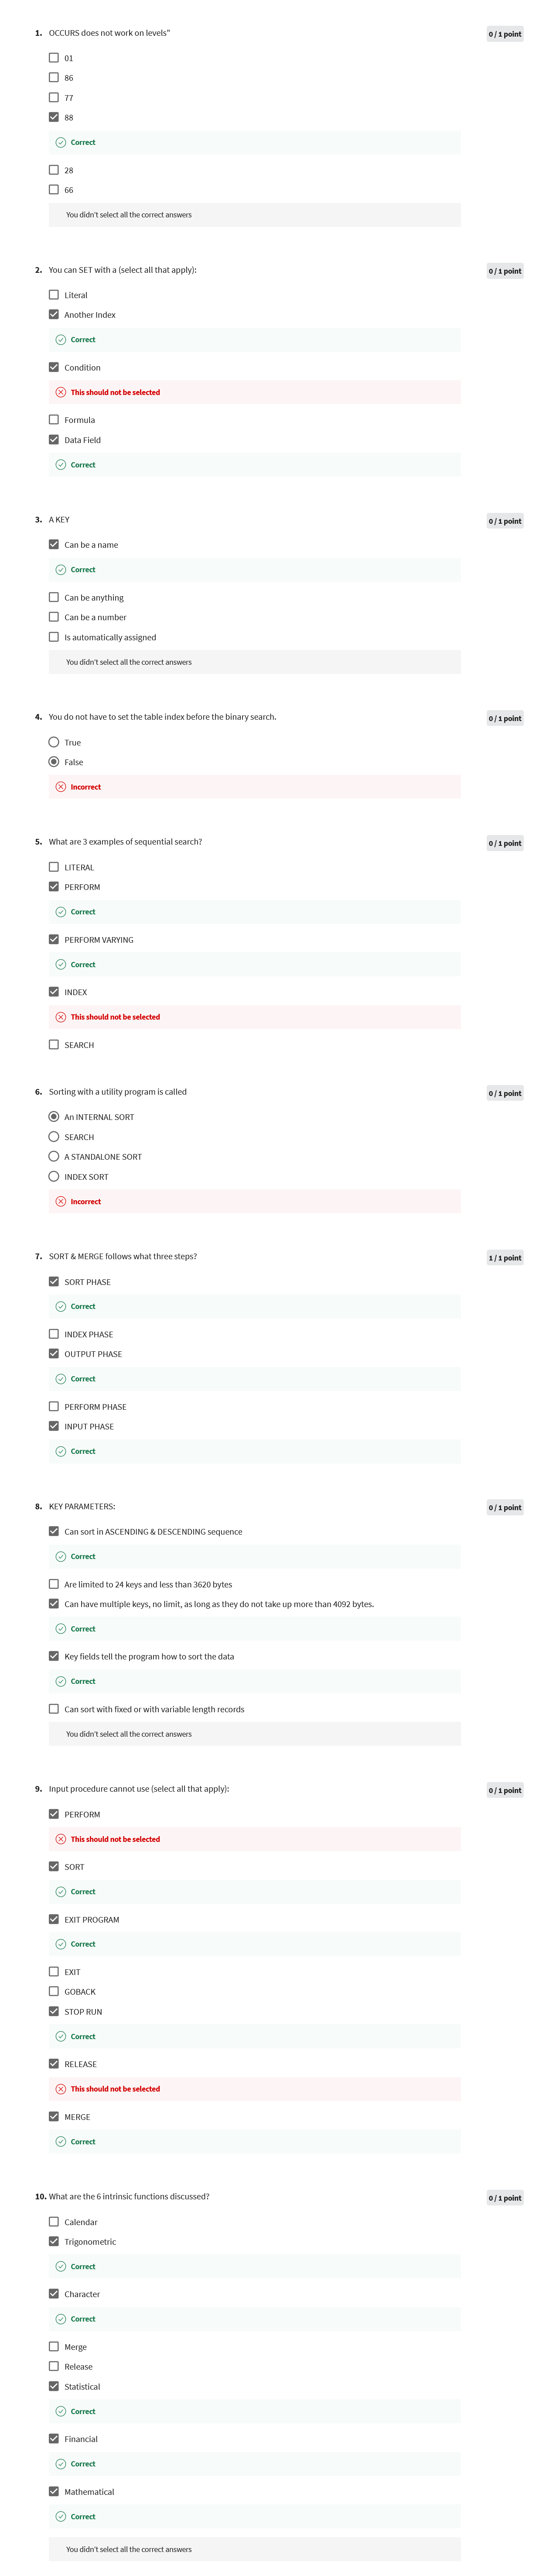 1. OCCURS does not work on levels"
0 / 1 point
01
86
77
88
Correct
28
66
You didn't select all the correct answers
2. You can SET with a (select all that apply):
0 / 1 point
Literal
Another Index
Correct
Condition
This should not be selected
Formula
Data Field
Correct
3. A KEY
0 / 1 point
Can be a name
Correct
Can be anything
Can be a number
Is automatically assigned
You didn't select all the correct answers
4. You do not have to set the table index before the binary search.
0 / 1 point
True
False
Incorrect
5. What are 3 examples of sequential search?
0 / 1 point
LITERAL
PERFORM
Correct
PERFORM VARYING
Correct
INDEX
This should not be selected
SEARCH
6. Sorting with a utility program is called
0 / 1 point
An INTERNAL SORT
SEARCH
A STANDALONE SORT
INDEX SORT
Incorrect
7. SORT & MERGE follows what three steps?
1 / 1 point
SORT PHASE
Correct
INDEX PHASE
OUTPUT PHASE
Correct
PERFORM PHASE
INPUT PHASE
Correct
8. KEY PARAMETERS:
0 / 1 point
Can sort in ASCENDING & DESCENDING sequence
Correct
Are limited to 24 keys and less than 3620 bytes
Can have multiple keys, no limit, as long as they do not take up more than 4092 bytes.
Correct
Key fields tell the program how to sort the data
Correct
Can sort with fixed or with variable length records
You didn't select all the correct answers
9. Input procedure cannot use (select all that apply):
0 / 1 point
PERFORM
This should not be selected
SORT
Correct
EXIT PROGRAM
Correct
EXIT
GOBACK
STOP RUN
Correct
RELEASE
This should not be selected
MERGE
Correct
10. What are the 6 intrinsic functions discussed?
0 / 1 point
Calendar
Trigonometric
Correct
Character
Correct
Merge
Release
Statistical
Correct
Financial
Correct
Mathematical
Correct
You didn't select all the correct answers